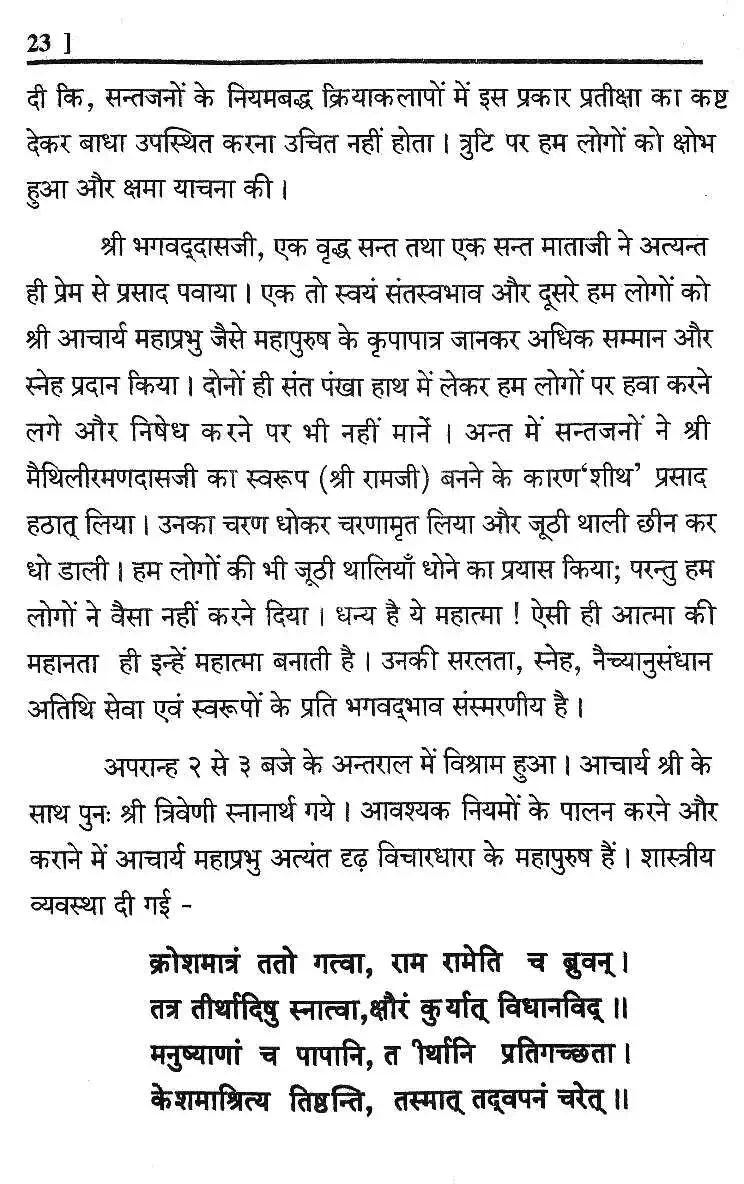 23 ]
दी कि, सन्तजनों के नियमबद्ध क्रियाकलापों में इस प्रकार प्रतीक्षा का कष्ट
देकर बाधा उपस्थित करना उचित नहीं होता । त्रुटि पर हम लोगों को क्षोभ
हुआ और क्षमा याचना की ।
श्री भगवद्दासजी, एक वृद्ध सन्त तथा एक सन्त माताजी ने अत्यन्त
ही प्रेम से प्रसाद पवाया । एक तो स्वयं संतस्वभाव और दूसरे हम लोगों को
श्री आचार्य महाप्रभु जैसे महापुरुष के कृपापात्र जानकर अधिक सम्मान और
स्नेह प्रदान किया । दोनों ही संत पंखा हाथ में लेकर हम लोगों पर हवा करने
लगे और निषेध करने पर भी नहीं मानें । अन्त में सन्तजनों ने श्री
मैथिलीरमणदासजी का स्वरूप (श्री रामजी) बनने के कारण‘शीथ’ प्रसाद
हठात् लिया । उनका चरण धोकर चरणामृत लिया और जूठी थाली छीन कर
धो डाली । हम लोगों की भी जूठी थालियाँ धोने का प्रयास किया; परन्तु हम
लोगों ने वैसा नहीं करने दिया । धन्य है ये महात्मा ! ऐसी ही आत्मा की
महानता ही इन्हें महात्मा बनाती है । उनकी सरलता, स्नेह, नैच्यानुसंधान
अतिथि सेवा एवं स्वरूपों के प्रति भगवद्‌भाव संस्मरणीय है ।
अपरान्ह २ से ३ बजे के अन्तराल में विश्राम हुआ । आचार्य श्री के
साथ पुनः श्री त्रिवेणी स्नानार्थ गये । आवश्यक नियमों के पालन करने और
कराने में आचार्य महाप्रभु अत्यंत दृढ़ विचारधारा के महापुरुष हैं । शास्त्रीय
व्यवस्था दी गई -
क्रोशमात्रं ततो गत्वा, राम रामेति च ब्रुवन् ।
तत्र तीर्थादिषु स्नात्वा,क्षौरं कुर्यात् विधानविद् ॥
मनुष्याणां च पापानि, त ीर्थानि प्रतिगच्छता ।
केशमाश्रित्य तिष्ठन्ति, तस्मात् तद्वपनं चरेत् ॥